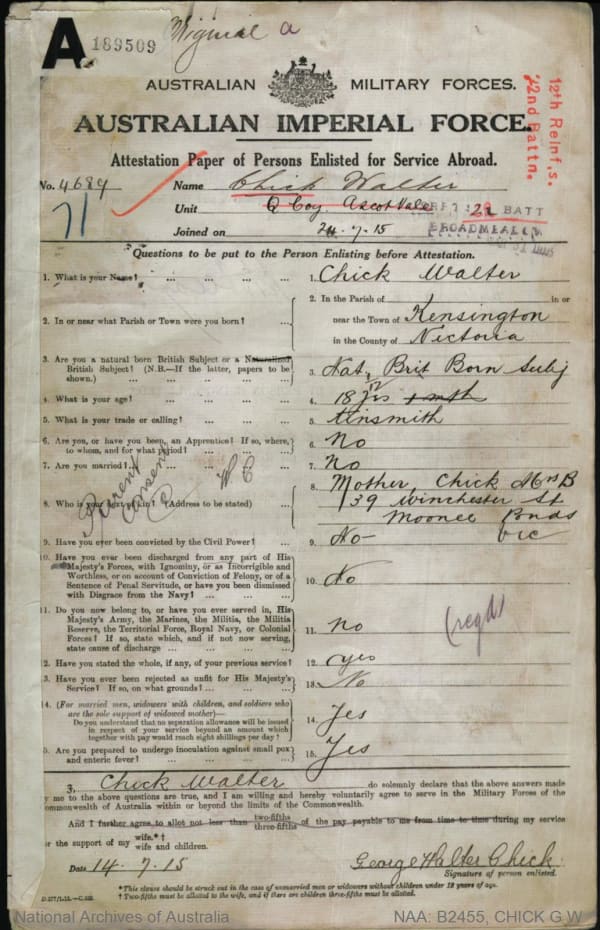 A 189509 Original a
AUSTRALIAN MILITARY FORCES.
AUSTRALIAN IMPERIAL FORCE.
12th Reinf,s.
22nd Battn.
Attestation Paper of Persons Enlisted for Service Abroad.
No. 4689 Name Chick Walter
71 Unit Q Coy Ascot Vale 22 BATT
BROADMEADOWS
Joined on 24.7.15
Questions to be put to the Person Enlisting before Attestation.
1. What is your Name? ... ... ... ... 1. Chick Walter
2. In or near what Parish or Town were you born? ... 2. In the Parish of in or
near the Town of Kensington
in the County of Victoria
3. Are you a natural born British Subject or a Naturalized
British Subject? (N.B.—If the latter, papers to be
shown.) ... ... ... ... 3. Nat, Brit Born Subj
4. What is your age? ... ... ... ... 4. 18 yrs
5. What is your trade or calling? ... ... ... 5. tinsmith
6. Are you, or have you been, an Apprentice? If so, where,
to whom, and for what period? ... ... 6. No
7. Are you married? ... ... ... ... 7. No
Parent Consent
W C
8. Who is your next of kin? (Address to be stated) ... 8. Mother Chick Mrs B
39 Winchester St
Moonee Ponds
Vic
9. Have you ever been convicted by the Civil Power? ... 9. No
10. Have you ever been discharged from any part of His
Majesty's Forces, with Ignominy, or as Incorrigible and
Worthless, or on account of Conviction of Felony, or of a
Sentence of Penal Servitude, or have you been dismissed
with Disgrace from the Navy? ... ... 10. No
11. Do you now belong to, or have you ever served in, His
Majesty's Army, the Marines, the Militia, the Militia
Reserve, the Territorial Force, Royal Navy, or Colonial
Forces? If so, state which, and if not now serving,
state cause of discharge ... ... ... 11. No
2. Have you stated the whole, if any, of your previous service? 12. yes
3. Have you ever been rejected as unfit for His Majesty's
Service? If so, on what grounds? ... ... 13. No
14. (For married men, widowers with children, and soldiers who
are the sole support of widowed mother)—
Do you understand that no separation allowance will be issued
in respect of your service beyond an amount which
together with pay would reach eight shillings per day? 14. Yes
5. Are you prepared to undergo inoculation against small pox
and enteric fever? ... ... ... 15. Yes
3, Chick Walter do solemnly declare that the above answers made
by me to the above questions are true, and I am willing and hereby voluntarily agree to serve in the Military Forces of the
Commonwealth of Australia within or beyond the limits of the Commonwealth.
And I further agree to allot not less than two-fifths three-fifths of the pay payable to me from time to time during my service
for the support of my wife.*† wife and children.
Date 14.7.15 George Walter Chick
Signature of person enlisted.
*This clause should be struck out in the case of unmarried men or widowers without children under 18 years of age.
†Two-fifths must be allotted to the wife, and if there are children three-fifths must be allotted.
National Archives of Australia NAA: B2455, CHICK G W